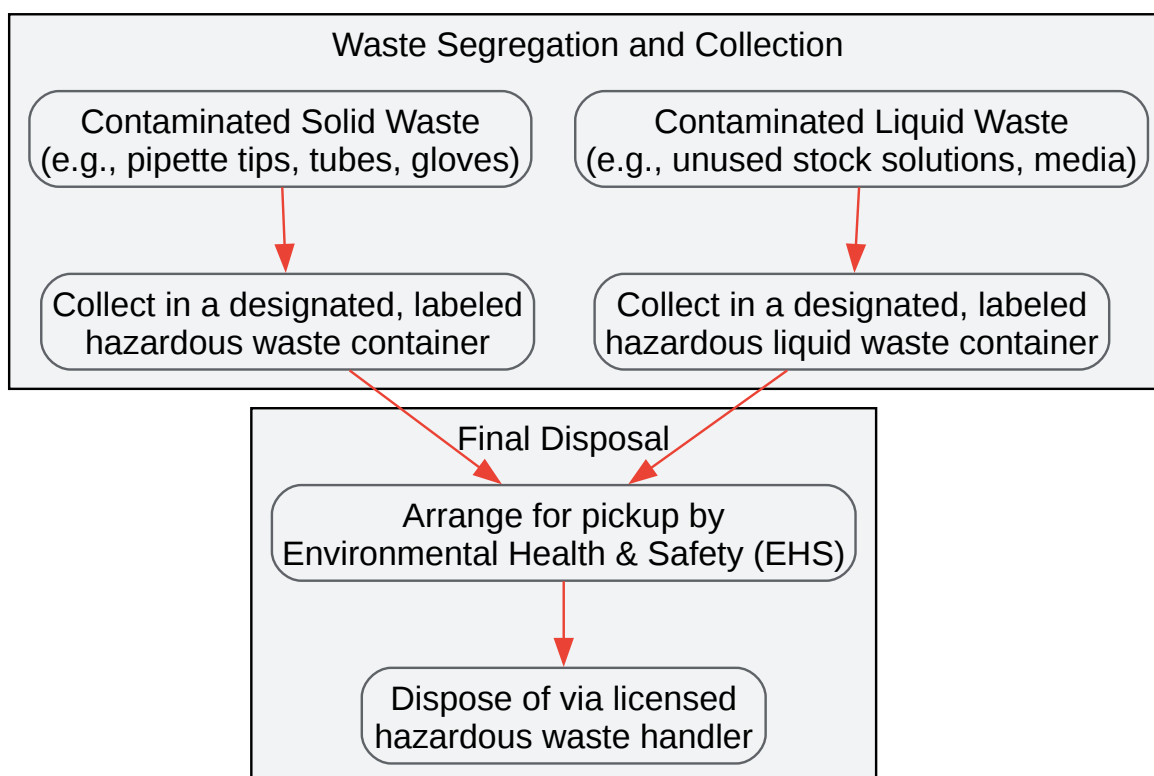 Waste Segregation and Collection
Contaminated Solid Waste
(e.g., pipette tips, tubes, gloves)
Contaminated Liquid Waste
(e.g., unused stock solutions, media)
Collect in a designated, labeled
hazardous waste container
Collect in a designated, labeled
hazardous liquid waste container
Final Disposal
Arrange for pickup by
Environmental Health & Safety (EHS)
Dispose of via licensed
hazardous waste handler